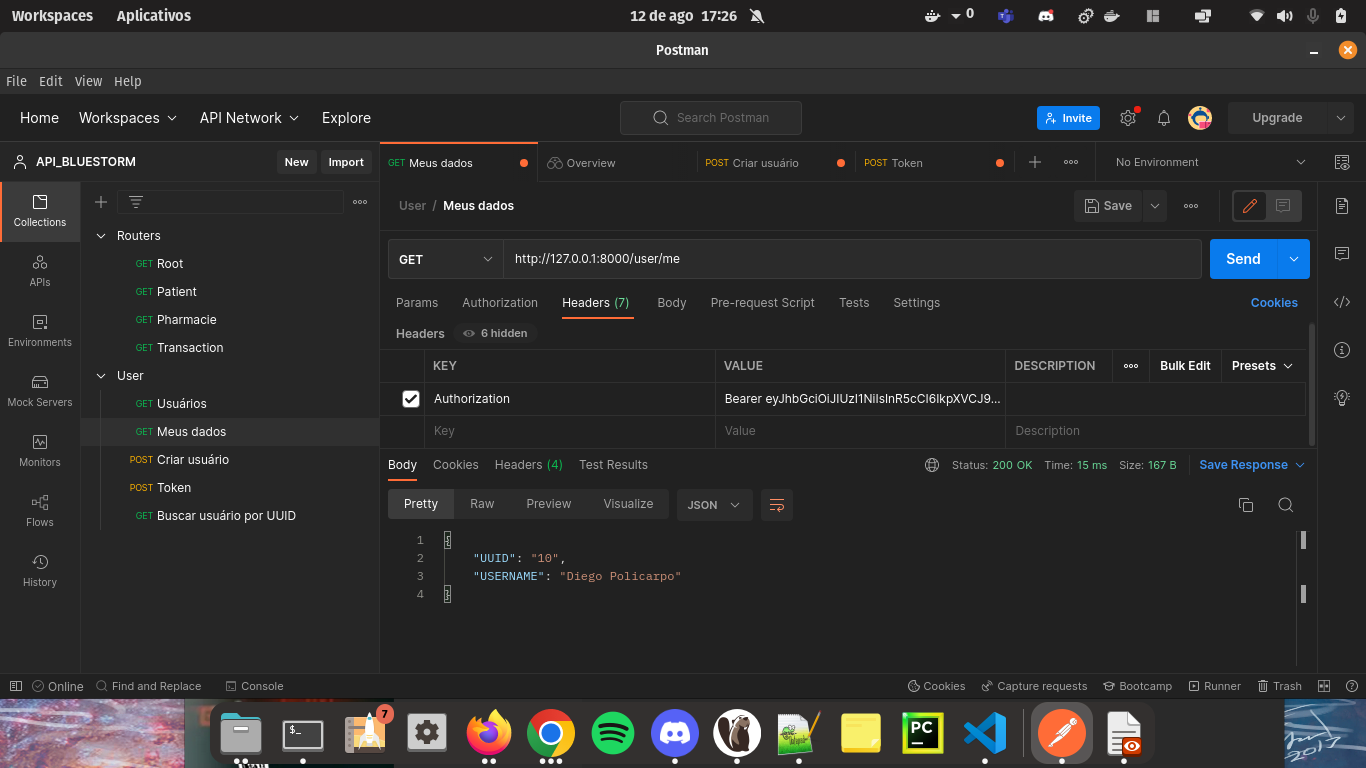 Workspaces Aplicativos 12 de ago 17:26 0
Postman
File Edit View Help
Home Workspaces API Network Explore Search Postman Invite Upgrade
API_BLUESTORM New Import GET Meus dados Overview POST Criar usuário POST Token No Environment
Collections
APIs
Environments
Mock Servers
Monitors
Flows
History
Routers
GET Root
GET Patient
GET Pharmacie
GET Transaction
User
GET Usuários
GET Meus dados
POST Criar usuário
POST Token
GET Buscar usuário por UUID
User / Meus dados Save
GET http://127.0.0.1:8000/user/me Send
Params Authorization Headers (7) Body Pre-request Script Tests Settings Cookies
Headers 6 hidden
KEY VALUE DESCRIPTION Bulk Edit Presets
Authorization Bearer eyJhbGciOiJIUzI1NiIsInR5cCI6IkpXVCJ9...
Key Value Description
Body Cookies Headers (4) Test Results Status: 200 OK Time: 15 ms Size: 167 B Save Response
Pretty Raw Preview Visualize JSON
1 {
2 "UUID": "10",
3 "USERNAME": "Diego Policarpo"
4 }
Online Find and Replace Console Cookies Capture requests Bootcamp Runner Trash
7
$_
PC